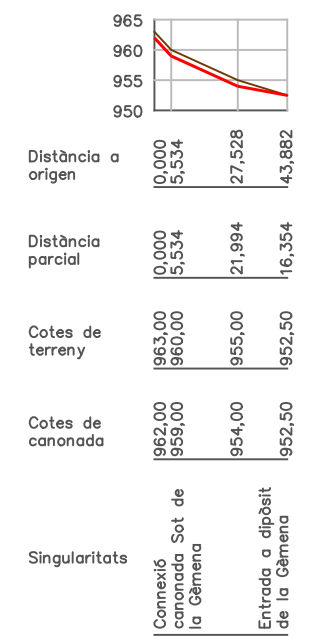 965
960
955
950
Distància a
origen
0,000
5,534
27,528
43,882
Distància
parcial
0,000
5,534
21,994
16,354
Cotes de
terreny
963,00
960,00
955,00
952,50
Cotes de
canonada
962,00
959,00
954,00
952,50
Singularitats
Connexió
canonada Sot de
la Gèmena
Entrada a dipòsit
de la Gèmena